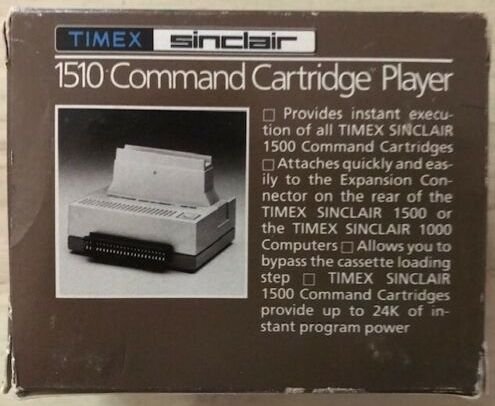 TIMEX sinclair
1510 Command Cartridge™ Player
☐ Provides instant execu-
tion of all TIMEX SINCLAIR
1500 Command Cartridges
☐ Attaches quickly and eas-
ily to the Expansion Con-
nector on the rear of the
TIMEX SINCLAIR 1500 or
the TIMEX SINCLAIR 1000
Computers ☐ Allows you to
bypass the cassette loading
step ☐ TIMEX SINCLAIR
1500 Command Cartridges
provide up to 24K of in-
stant program power